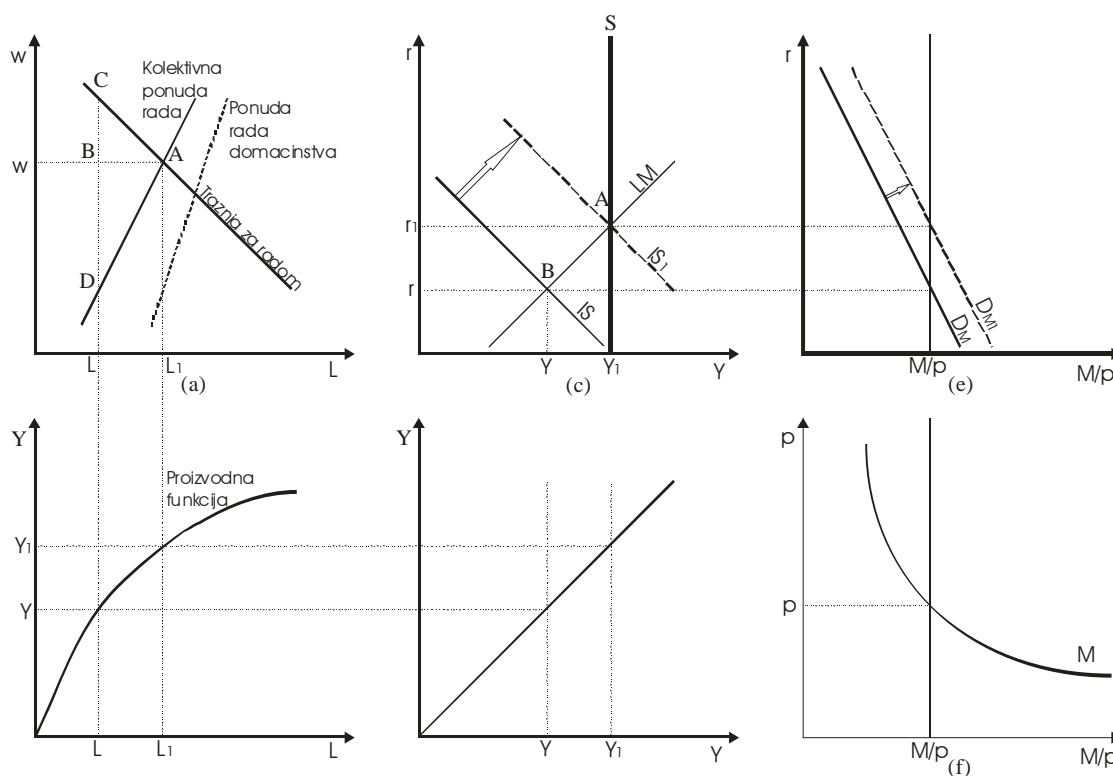 w
C
Kolektivna
ponuda
rada
Ponuda
rada
domacinstva
B
A
w
Traznja za radom
D
L
L1
L
(a)
r
S
LM
A
r1
IS1
B
r
IS
Y
Y1
Y
(c)
r
DM
DM1
M/p
M/p
(e)
Y
Proizvodna
funkcija
Y1
Y
L
L1
L
Y
Y
Y1
Y
p
p
M
M/p
M/p
(f)